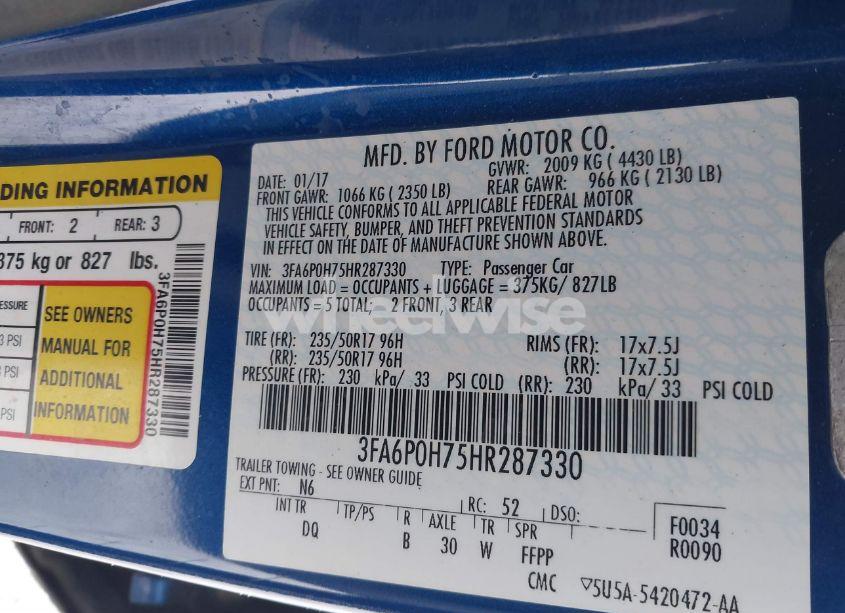 DING INFORMATION
FRONT: 2 REAR: 3
375 kg or 827 lbs.
PRESSURE
PSI
PSI
PSI
SEE OWNERS
MANUAL FOR
ADDITIONAL
INFORMATION
3FA6P0H75HR287330
MFD. BY FORD MOTOR CO.
DATE: 01/17 GVWR: 2009 KG ( 4430 LB)
FRONT GAWR: 1066 KG ( 2350 LB) REAR GAWR: 966 KG ( 2130 LB)
THIS VEHICLE CONFORMS TO ALL APPLICABLE FEDERAL MOTOR
VEHICLE SAFETY, BUMPER, AND THEFT PREVENTION STANDARDS
IN EFFECT ON THE DATE OF MANUFACTURE SHOWN ABOVE.
VIN: 3FA6P0H75HR287330 TYPE: Passenger Car
MAXIMUM LOAD = OCCUPANTS + LUGGAGE = 375KG/ 827LB
OCCUPANTS = 5 TOTAL; 2 FRONT, 3 REAR
wheelwise
TIRE (FR): 235/50R17 96H RIMS (FR): 17x7.5J
(RR): 235/50R17 96H (RR): 17x7.5J
PRESSURE (FR): 230 kPa/ 33 PSI COLD (RR): 230 kPa/ 33 PSI COLD
3FA6P0H75HR287330
TRAILER TOWING - SEE OWNER GUIDE
EXT PNT: N6 RC: 52 DSO:
INT TR TP/PS R AXLE TR SPR F0034
DQ B 30 W FFPP R0090
CMC ▽5U5A-5420472-AA